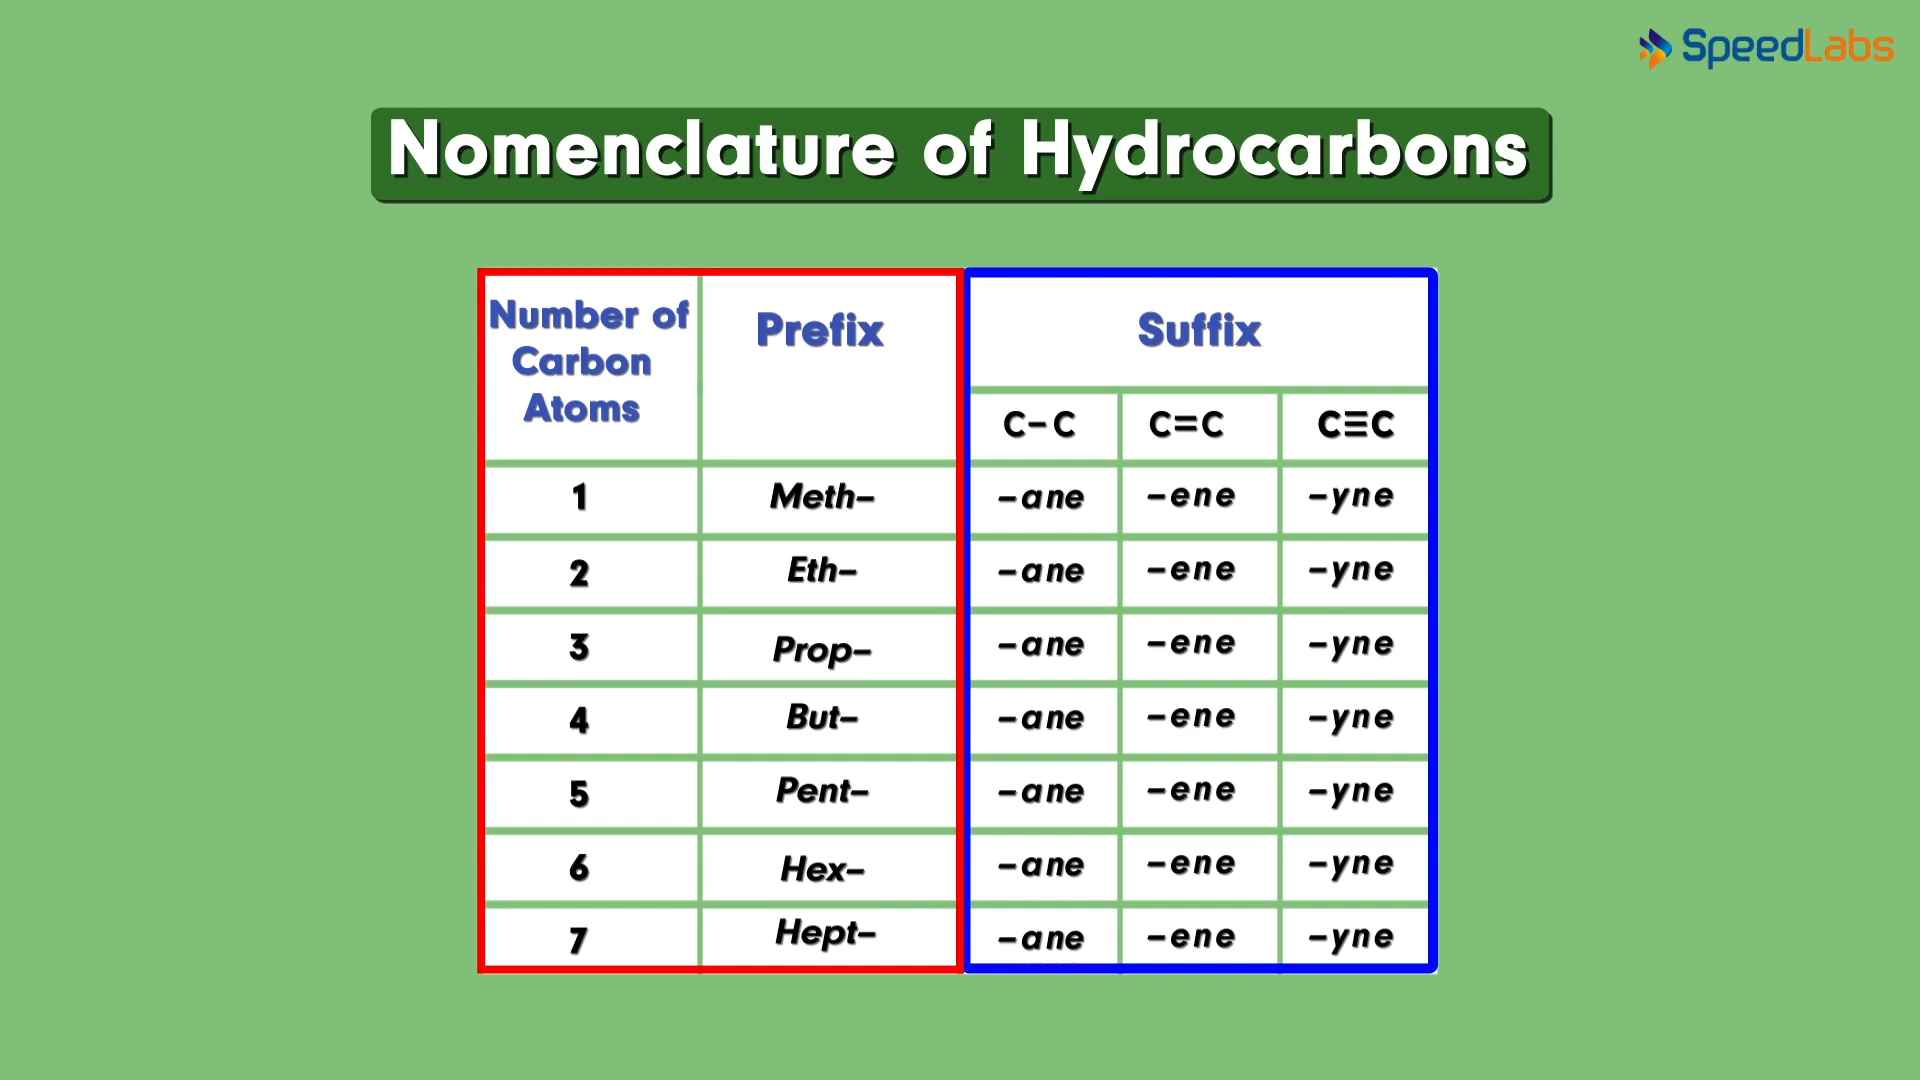 SpeedLabs
Nomenclature of Hydrocarbons
Number of
Carbon
Atoms
Prefix
Suffix
C–C
C=C
C≡C
1 Meth– –ane –ene –yne
2 Eth– –ane –ene –yne
3 Prop– –ane –ene –yne
4 But– –ane –ene –yne
5 Pent– –ane –ene –yne
6 Hex– –ane –ene –yne
7 Hept– –ane –ene –yne